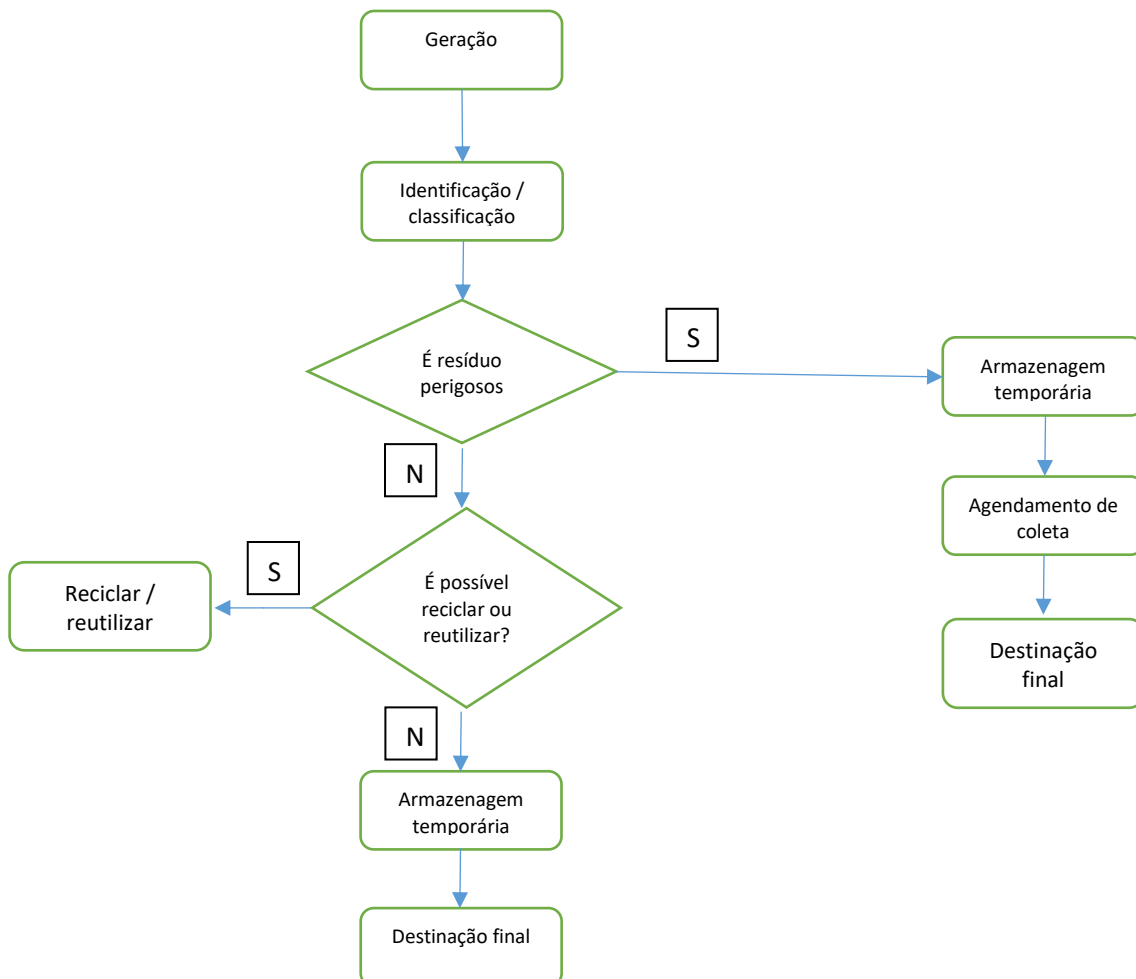 Geração
Identificação /
classificação
É resíduo
perigosos
S
Armazenagem
temporária
Agendamento de
coleta
Destinação
final
N
É possível
reciclar ou
reutilizar?
S
Reciclar /
reutilizar
N
Armazenagem
temporária
Destinação final